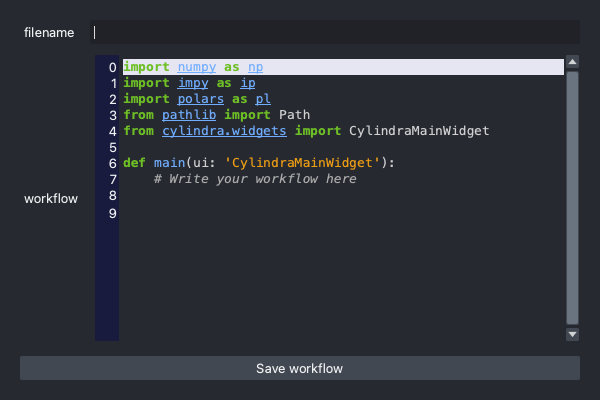 filename
0 import numpy as np
1 import impy as ip
2 import polars as pl
3 from pathlib import Path
4 from cylindra.widgets import CylindraMainWidget
5
6 def main(ui: 'CylindraMainWidget'):
7     # Write your workflow here
8
9
workflow
Save workflow